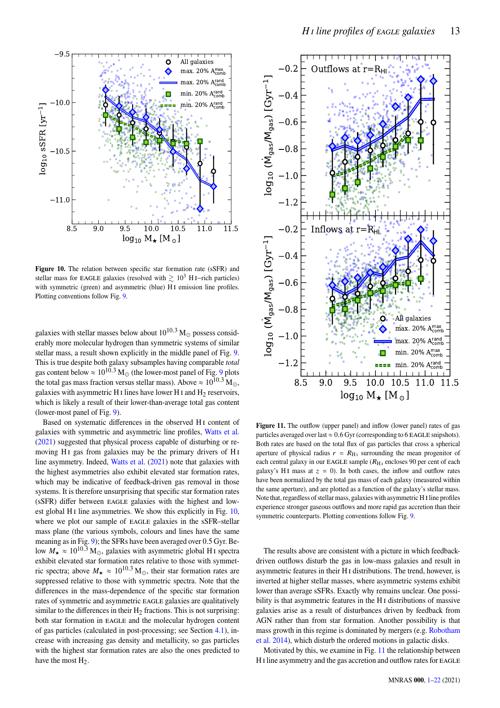 H I line profiles of EAGLE galaxies 13
−9.5
−10.0
−10.5
−11.0
log10 sSFR [yr−1]
All galaxies
max. 20% A^max_comb
max. 20% A^rand_comb
min. 20% A^max_comb
min. 20% A^rand_comb
8.5 9.0 9.5 10.0 10.5 11.0 11.5
log10 M⋆ [M⊙]
Figure 10. The relation between specific star formation rate (sSFR) and
stellar mass for EAGLE galaxies (resolved with ≳ 10³ H I−rich particles)
with symmetric (green) and asymmetric (blue) H I emission line profiles.
Plotting conventions follow Fig. 9.
galaxies with stellar masses below about 10^10.3 M⊙ possess consid-
erably more molecular hydrogen than symmetric systems of similar
stellar mass, a result shown explicitly in the middle panel of Fig. 9.
This is true despite both galaxy subsamples having comparable total
gas content below ≈ 10^10.3 M⊙ (the lower-most panel of Fig. 9 plots
the total gas mass fraction versus stellar mass). Above ≈ 10^10.3 M⊙,
galaxies with asymmetric H I lines have lower H I and H2 reservoirs,
which is likely a result of their lower-than-average total gas content
(lower-most panel of Fig. 9).
Based on systematic differences in the observed H I content of
galaxies with symmetric and asymmetric line profiles, Watts et al.
(2021) suggested that physical process capable of disturbing or re-
moving H I gas from galaxies may be the primary drivers of H I
line asymmetry. Indeed, Watts et al. (2021) note that galaxies with
the highest asymmetries also exhibit elevated star formation rates,
which may be indicative of feedback-driven gas removal in those
systems. It is therefore unsurprising that specific star formation rates
(sSFR) differ between EAGLE galaxies with the highest and low-
est global H I line asymmetries. We show this explicitly in Fig. 10,
where we plot our sample of EAGLE galaxies in the sSFR–stellar
mass plane (the various symbols, colours and lines have the same
meaning as in Fig. 9); the SFRs have been averaged over 0.5 Gyr. Be-
low M⋆ ≈ 10^10.3 M⊙, galaxies with asymmetric global H I spectra
exhibit elevated star formation rates relative to those with symmet-
ric spectra; above M⋆ ≈ 10^10.3 M⊙, their star formation rates are
suppressed relative to those with symmetric spectra. Note that the
differences in the mass-dependence of the specific star formation
rates of symmetric and asymmetric EAGLE galaxies are qualitatively
similar to the differences in their H2 fractions. This is not surprising:
both star formation in EAGLE and the molecular hydrogen content
of gas particles (calculated in post-processing; see Section 4.1), in-
crease with increasing gas density and metallicity, so gas particles
with the highest star formation rates are also the ones predicted to
have the most H2.
Outflows at r=RHI
−0.2
−0.4
−0.6
−0.8
−1.0
−1.2
log10 (Ṁgas/Mgas) [Gyr−1]
Inflows at r=RHI
−0.2
−0.4
−0.6
−0.8
−1.0
−1.2
log10 (Ṁgas/Mgas) [Gyr−1]
All Galaxies
max. 20% A^max_comb
max. 20% A^rand_comb
min. 20% A^max_comb
min. 20% A^rand_comb
8.5 9.0 9.5 10.0 10.5 11.0 11.5
log10 M⋆ [M⊙]
Figure 11. The outflow (upper panel) and inflow (lower panel) rates of gas
particles averaged over last ≈ 0.6 Gyr (corresponding to 6 EAGLE snipshots).
Both rates are based on the total flux of gas particles that cross a spherical
aperture of physical radius r = RHI surrounding the mean progenitor of
each central galaxy in our EAGLE sample (RHI encloses 90 per cent of each
galaxy's H I mass at z = 0). In both cases, the inflow and outflow rates
have been normalized by the total gas mass of each galaxy (measured within
the same aperture), and are plotted as a function of the galaxy's stellar mass.
Note that, regardless of stellar mass, galaxies with asymmetric H I line profiles
experience stronger gaseous outflows and more rapid gas accretion than their
symmetric counterparts. Plotting conventions follow Fig. 9.
The results above are consistent with a picture in which feedback-
driven outflows disturb the gas in low-mass galaxies and result in
asymmetric features in their H I distributions. The trend, however, is
inverted at higher stellar masses, where asymmetric systems exhibit
lower than average sSFRs. Exactly why remains unclear. One possi-
bility is that asymmetric features in the H I distributions of massive
galaxies arise as a result of disturbances driven by feedback from
AGN rather than from star formation. Another possibility is that
mass growth in this regime is dominated by mergers (e.g. Robotham
et al. 2014), which disturb the ordered motions in galactic disks.
Motivated by this, we examine in Fig. 11 the relationship between
H I line asymmetry and the gas accretion and outflow rates for EAGLE
MNRAS 000, 1–22 (2021)